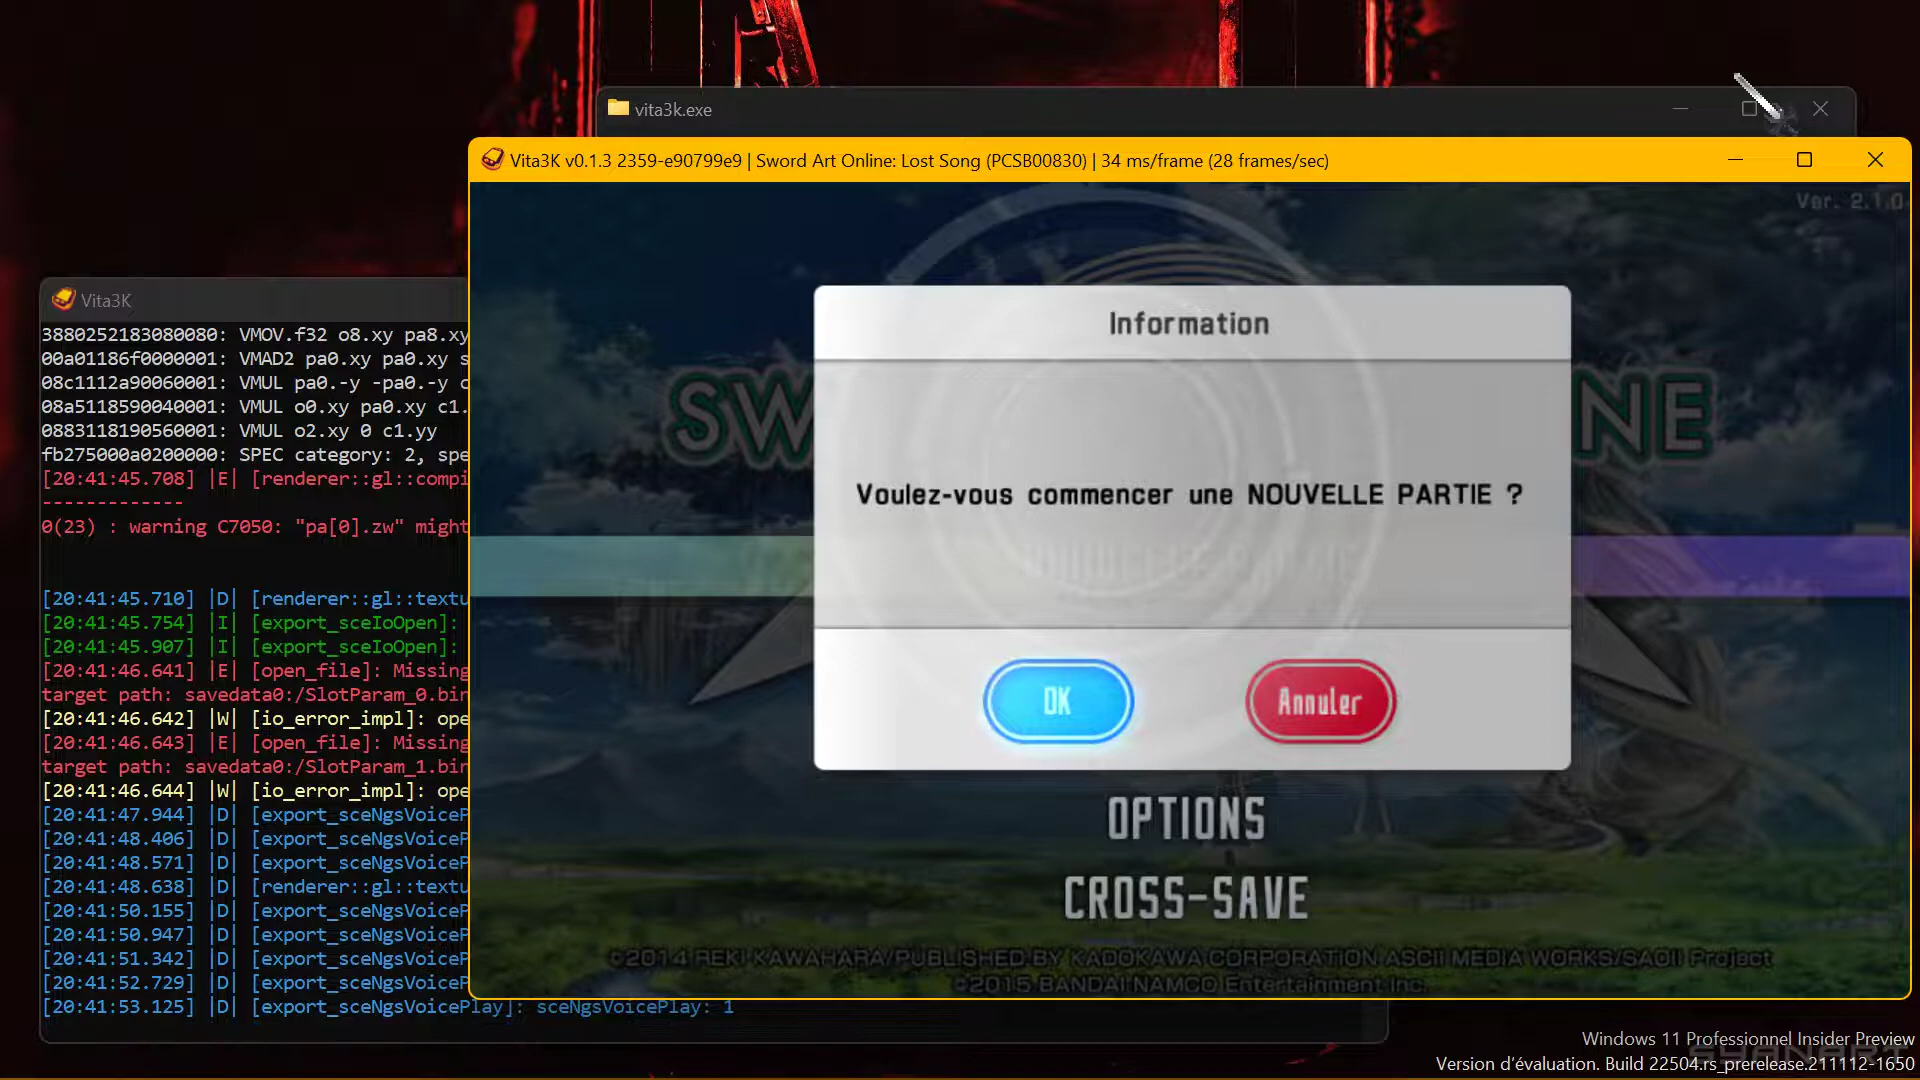 vita3k.exe
Vita3K v0.1.3 2359-e90799e9 | Sword Art Online: Lost Song (PCSB00830) | 34 ms/frame (28 frames/sec)
Ver. 2.1.0
Information
SW
NE
Voulez-vous commencer une NOUVELLE PARTIE ?
OK
Annuler
OPTIONS
CROSS-SAVE
©2014 REKI KAWAHARA/PUBLISHED BY KADOKAWA CORPORATION ASCII MEDIA WORKS/SAOII Project
©2015 BANDAI NAMCO Entertainment Inc.
Vita3K
3880252183080080: VMOV.f32 o8.xy pa8.xy
00a01186f0000001: VMAD2 pa0.xy pa0.xy s
08c1112a90060001: VMUL pa0.-y -pa0.-y c
08a5118590040001: VMUL o0.xy pa0.xy c1.
0883118190560001: VMUL o2.xy 0 c1.yy
fb275000a0200000: SPEC category: 2, spe
[20:41:45.708] |E| [renderer::gl::compi
-------------
0(23) : warning C7050: "pa[0].zw" might
[20:41:45.710] |D| [renderer::gl::textu
[20:41:45.754] |I| [export_sceIoOpen]:
[20:41:45.907] |I| [export_sceIoOpen]:
[20:41:46.641] |E| [open_file]: Missing
target path: savedata0:/SlotParam_0.bin
[20:41:46.642] |W| [io_error_impl]: ope
[20:41:46.643] |E| [open_file]: Missing
target path: savedata0:/SlotParam_1.bin
[20:41:46.644] |W| [io_error_impl]: ope
[20:41:47.944] |D| [export_sceNgsVoiceP
[20:41:48.406] |D| [export_sceNgsVoiceP
[20:41:48.571] |D| [export_sceNgsVoiceP
[20:41:48.638] |D| [renderer::gl::textu
[20:41:50.155] |D| [export_sceNgsVoiceP
[20:41:50.947] |D| [export_sceNgsVoiceP
[20:41:51.342] |D| [export_sceNgsVoiceP
[20:41:52.729] |D| [export_sceNgsVoiceP
[20:41:53.125] |D| [export_sceNgsVoicePlay]: sceNgsVoicePlay: 1
Windows 11 Professionnel Insider Preview
Version d'évaluation. Build 22504.rs_prerelease.211112-1650